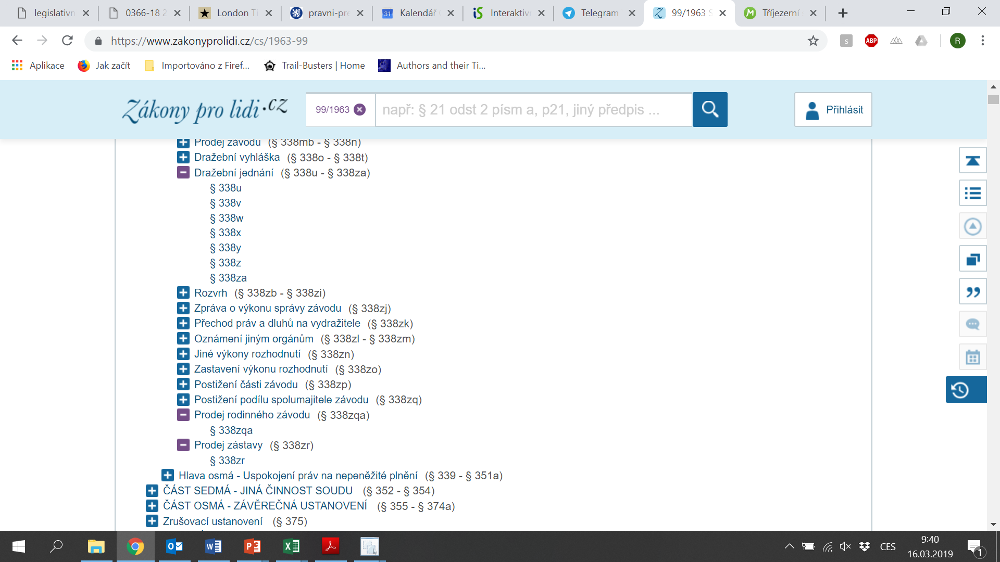 legislativn
0366-18 2
London Ti
pravni-pre
Kalendář
Interaktivn
Telegram
99/1963 S
Tříjezerní
https://www.zakonyprolidi.cz/cs/1963-99
s
ABP
R
Aplikace
Jak začít
Importováno z Firef...
Trail-Busters | Home
Authors and their Ti...
Zákony pro lidi.cz
99/1963
např: § 21 odst 2 písm a, p21, jiný předpis ...
Přihlásit
Prodej závodu (§ 338mb - § 338n)
Dražební vyhláška (§ 338o - § 338t)
Dražební jednání (§ 338u - § 338za)
§ 338u
§ 338v
§ 338w
§ 338x
§ 338y
§ 338z
§ 338za
Rozvrh (§ 338zb - § 338zi)
Zpráva o výkonu správy závodu (§ 338zj)
Přechod práv a dluhů na vydražitele (§ 338zk)
Oznámení jiným orgánům (§ 338zl - § 338zm)
Jiné výkony rozhodnutí (§ 338zn)
Zastavení výkonu rozhodnutí (§ 338zo)
Postižení části závodu (§ 338zp)
Postižení podílu spolumajitele závodu (§ 338zq)
Prodej rodinného závodu (§ 338zqa)
§ 338zqa
Prodej zástavy (§ 338zr)
§ 338zr
Hlava osmá - Uspokojení práv na nepeněžité plnění (§ 339 - § 351a)
ČÁST SEDMÁ - JINÁ ČINNOST SOUDU (§ 352 - § 354)
ČÁST OSMÁ - ZÁVĚREČNÁ USTANOVENÍ (§ 355 - § 374a)
Zrušovací ustanovení (§ 375)
CES
9:40
16.03.2019
1